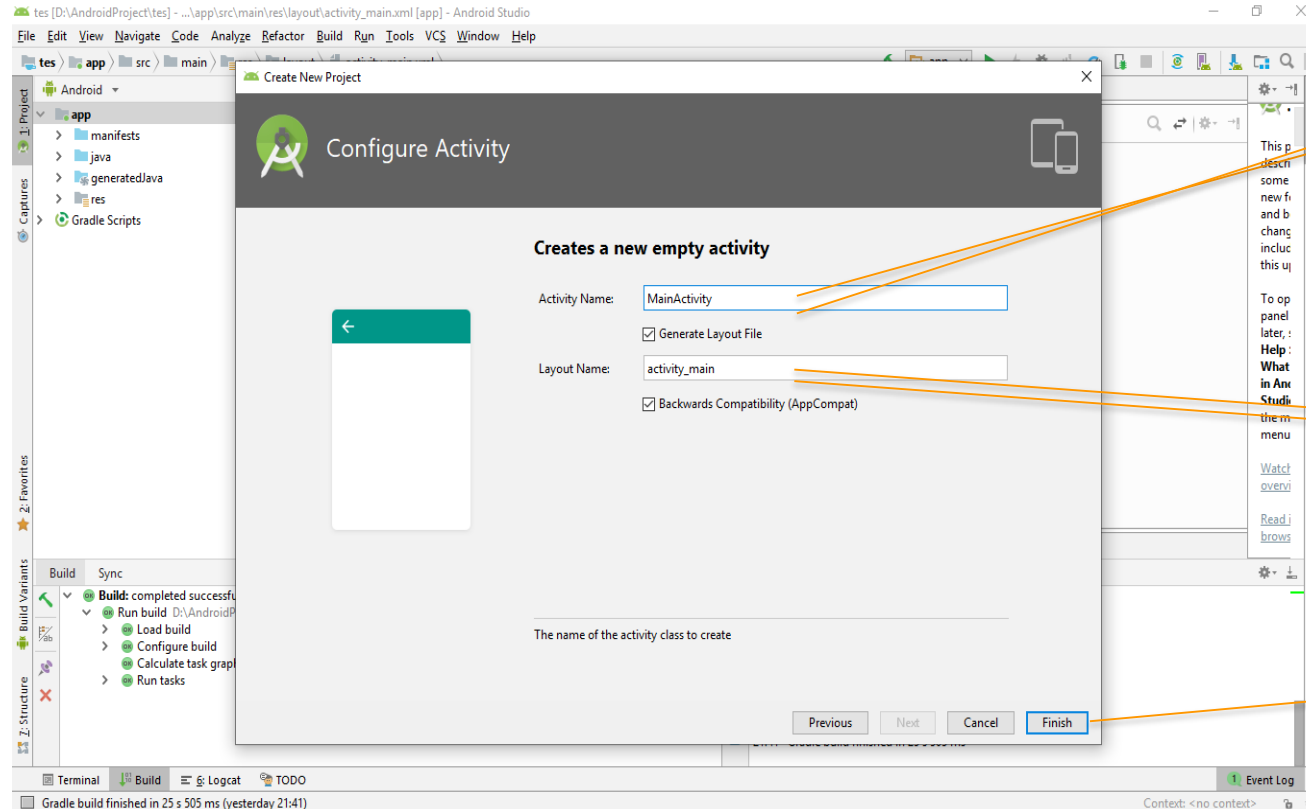 tes [D:\AndroidProject\tes] - ...\app\src\main\res\layout\activity_main.xml [app] - Android Studio
File Edit View Navigate Code Analyze Refactor Build Run Tools VCS Window Help
tes app src main
Android
1: Project
app
manifests
java
generatedJava
res
Gradle Scripts
Captures
2: Favorites
Build Variants
Z: Structure
Create New Project
Configure Activity
Creates a new empty activity
Activity Name: MainActivity
Generate Layout File
Layout Name: activity_main
Backwards Compatibility (AppCompat)
The name of the activity class to create
Previous Next Cancel Finish
This p
descri
some
new f
and b
chang
includ
this u
To op
panel
later,
Help
What
in And
Studi
the m
menu
Watch
overvi
Read i
brows
Build Sync
Build: completed successfu
Run build D:\AndroidP
Load build
Configure build
Calculate task grap
Run tasks
Terminal Build 6: Logcat TODO
1 Event Log
Gradle build finished in 25 s 505 ms (yesterday 21:41)
Context: <no context>